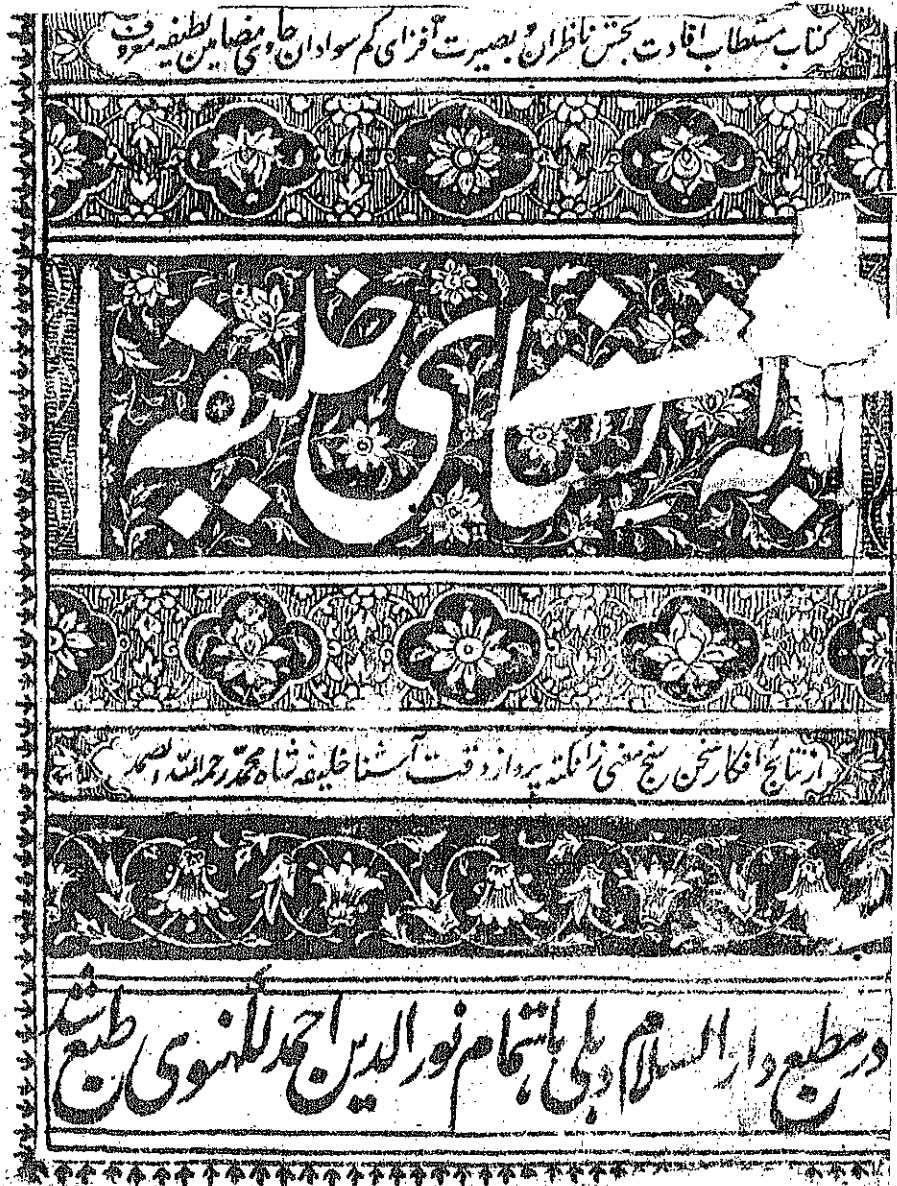 کتاب مستطاب افادت بخش ناظران و بصیرت افزای کم سوادان حاوی مضامین لطیفه معروف
به انشای خلیفه
از نتایج افکار سخن سنج معنی زا نکته پرداز دقت آشنا خلیفه شاه محمد رحمه الله الصمد
در مطبع دار السلام دہلی باہتمام نور الدین احمد لکهنوی طبع شد